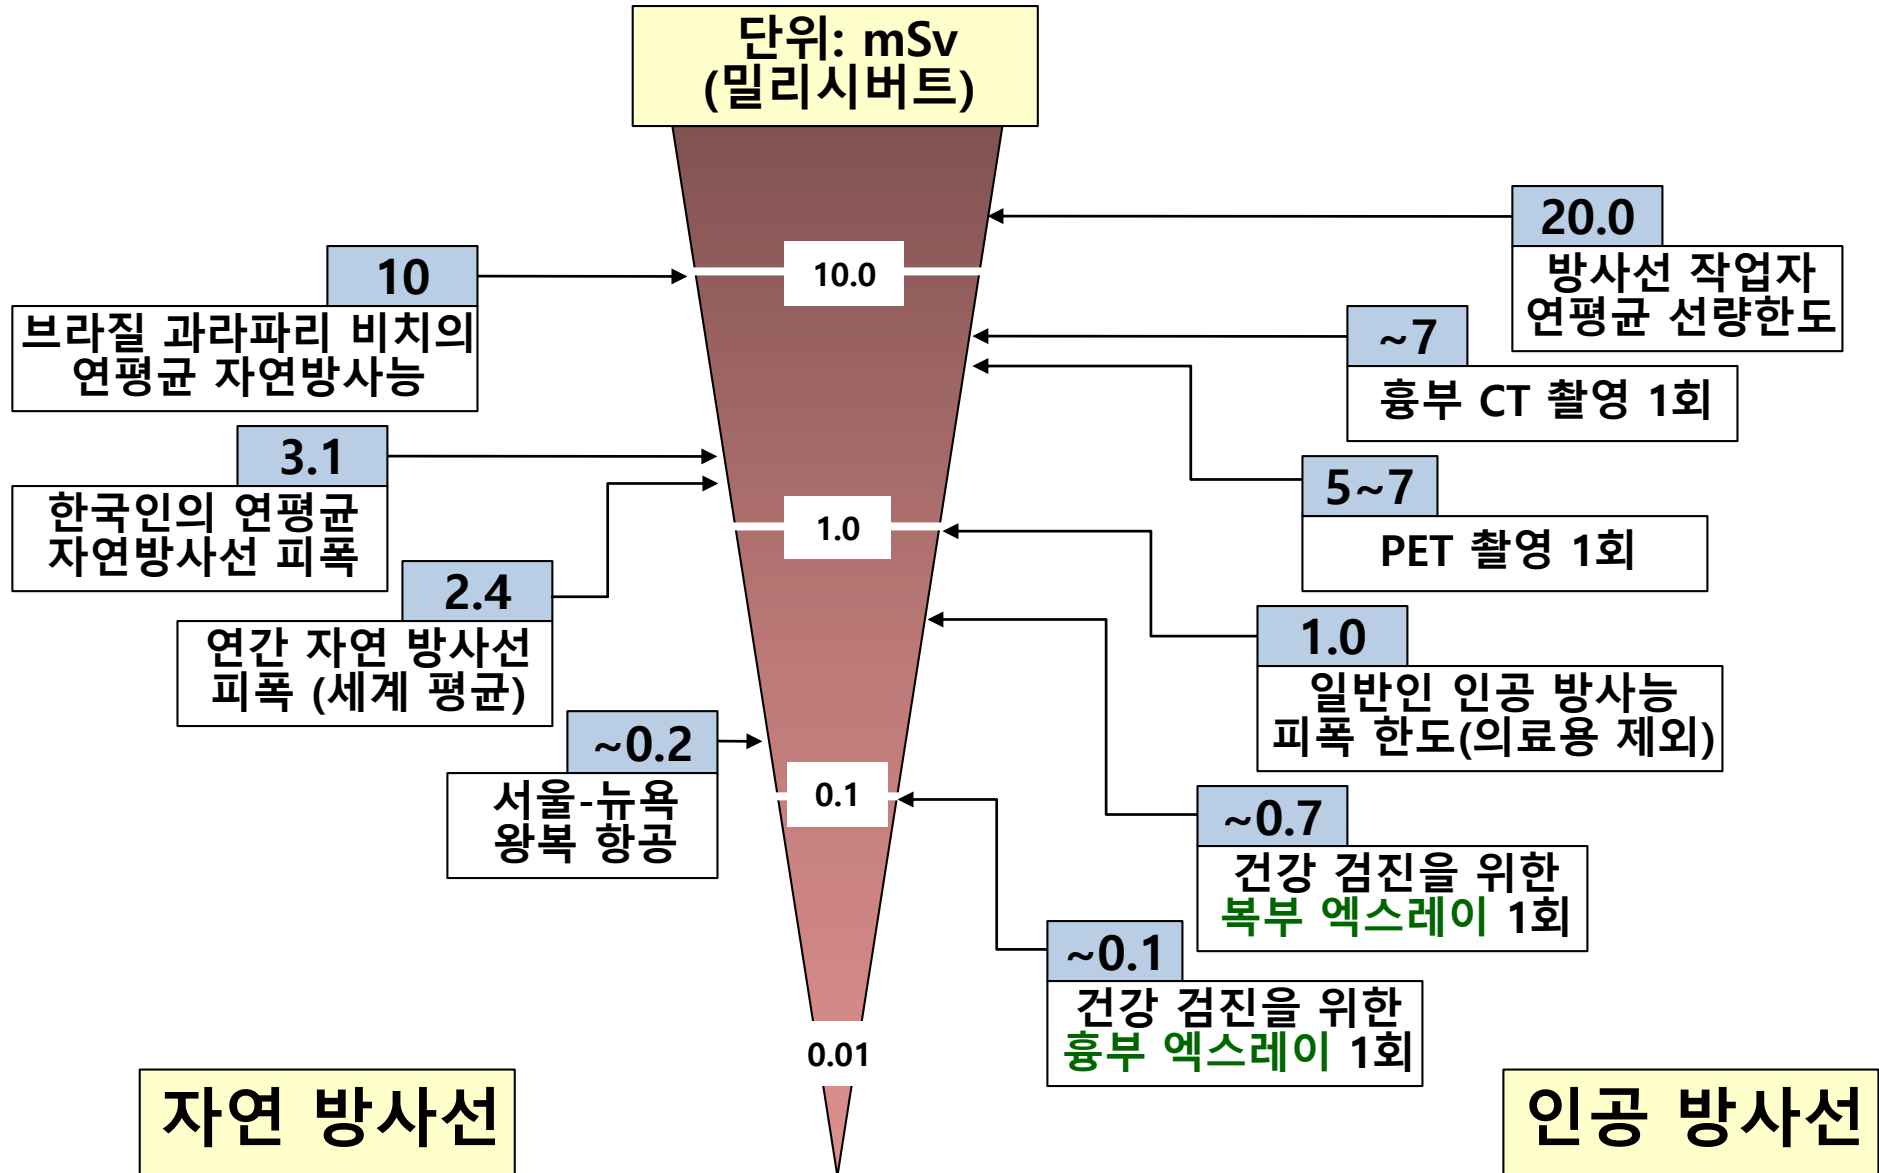 단위: mSv
(밀리시버트)
10
브라질 과라파리 비치의
연평균 자연방사능
3.1
한국인의 연평균
자연방사선 피폭
2.4
연간 자연 방사선
피폭 (세계 평균)
~0.2
서울-뉴욕
왕복 항공
자연 방사선
10.0
1.0
0.1
0.01
20.0
방사선 작업자
연평균 선량한도
~7
흉부 CT 촬영 1회
5~7
PET 촬영 1회
1.0
일반인 인공 방사능
피폭 한도(의료용 제외)
~0.7
건강 검진을 위한
복부 엑스레이 1회
~0.1
건강 검진을 위한
흉부 엑스레이 1회
인공 방사선